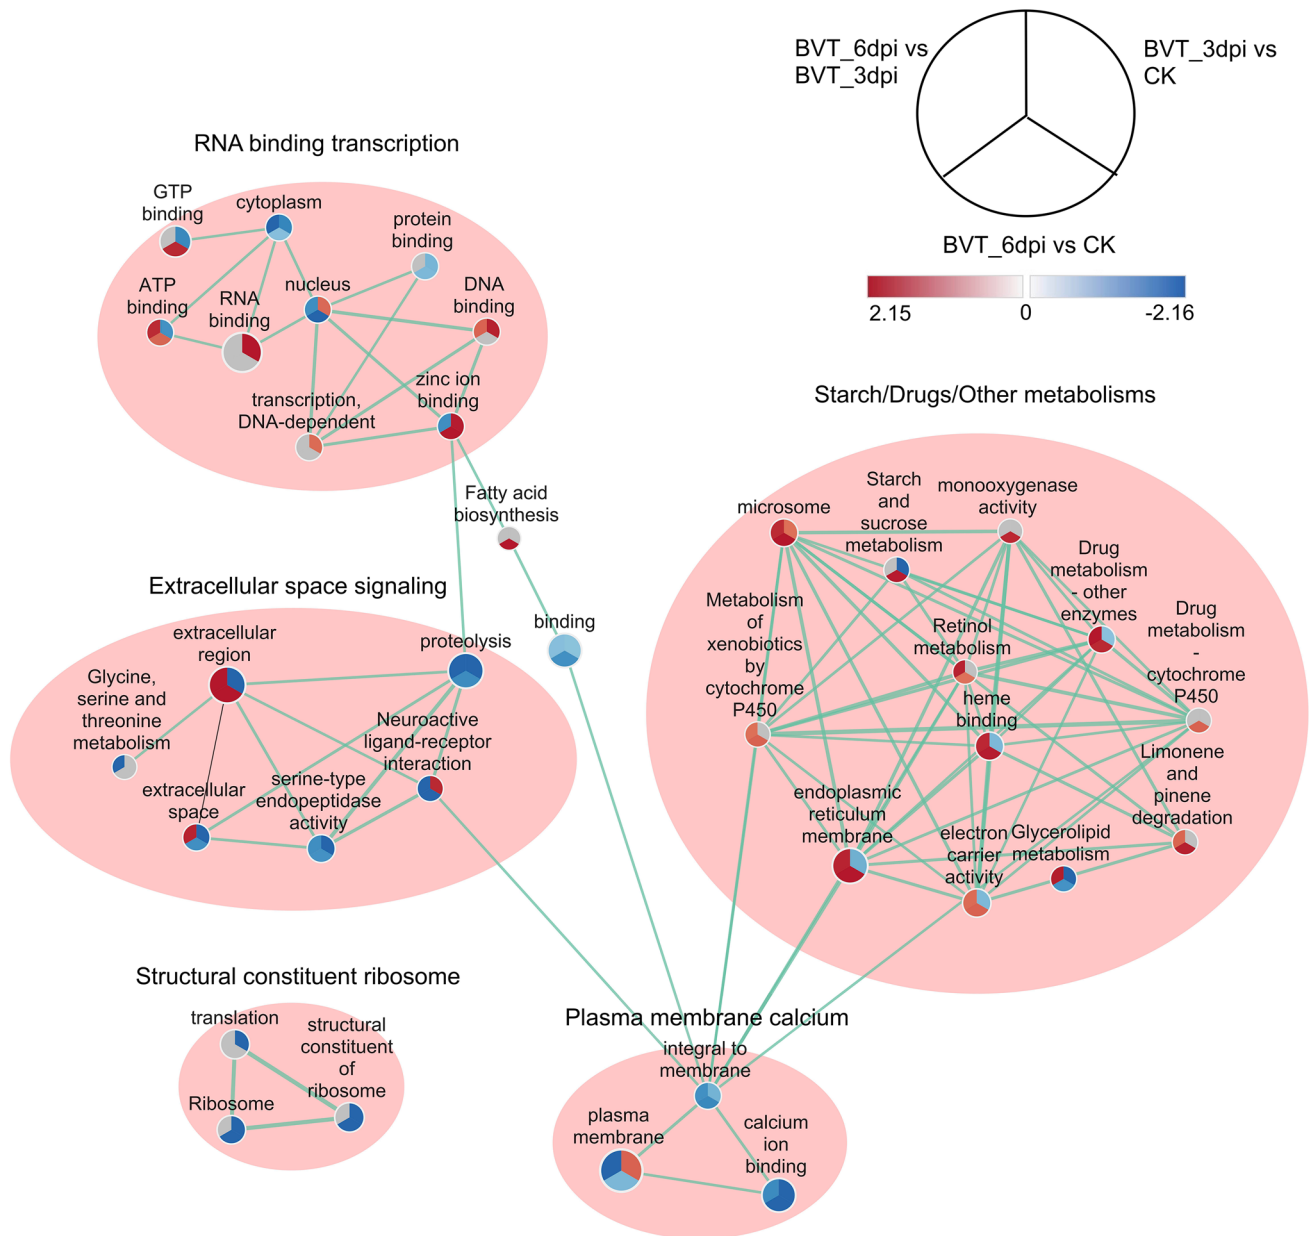 BVT_6dpi vs
BVT_3dpi
BVT_3dpi vs
CK
BVT_6dpi vs CK
2.15
0
-2.16
RNA binding transcription
GTP
binding
cytoplasm
protein
binding
ATP
binding
RNA
binding
nucleus
DNA
binding
transcription,
DNA-dependent
zinc ion
binding
Fatty acid
biosynthesis
binding
Extracellular space signaling
extracellular
region
proteolysis
Glycine,
serine and
threonine
metabolism
Neuroactive
ligand-receptor
interaction
extracellular
space
serine-type
endopeptidase
activity
Starch/Drugs/Other metabolisms
microsome
Starch
and
sucrose
metabolism
monooxygenase
activity
Drug
metabolism
- other
enzymes
Metabolism
of
xenobiotics
by
cytochrome
P450
Retinol
metabolism
Drug
metabolism
-
cytochrome
P450
heme
binding
Limonene
and
pinene
degradation
endoplasmic
reticulum
membrane
electron
carrier
activity
Glycerolipid
metabolism
Structural constituent ribosome
translation
structural
constituent
of
ribosome
Ribosome
Plasma membrane calcium
integral to
membrane
plasma
membrane
calcium
ion
binding